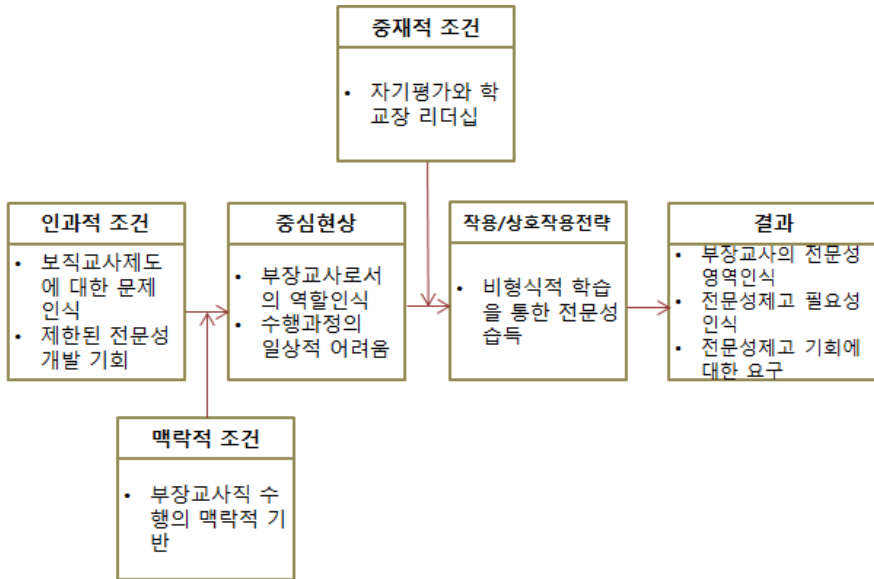 중재적 조건
• 자기평가와 학
교장 리더십
인과적 조건
• 보직교사제도
에 대한 문제
인식
• 제한된 전문성
개발 기회
중심현상
• 부장교사로서
의 역할인식
• 수행과정의
일상적 어려움
작용/상호작용전략
• 비형식적 학습
을 통한 전문성
습득
결과
• 부장교사의 전문성
영역인식
• 전문성제고 필요성
인식
• 전문성제고 기회에
대한 요구
맥락적 조건
• 부장교사직 수
행의 맥락적 기
반